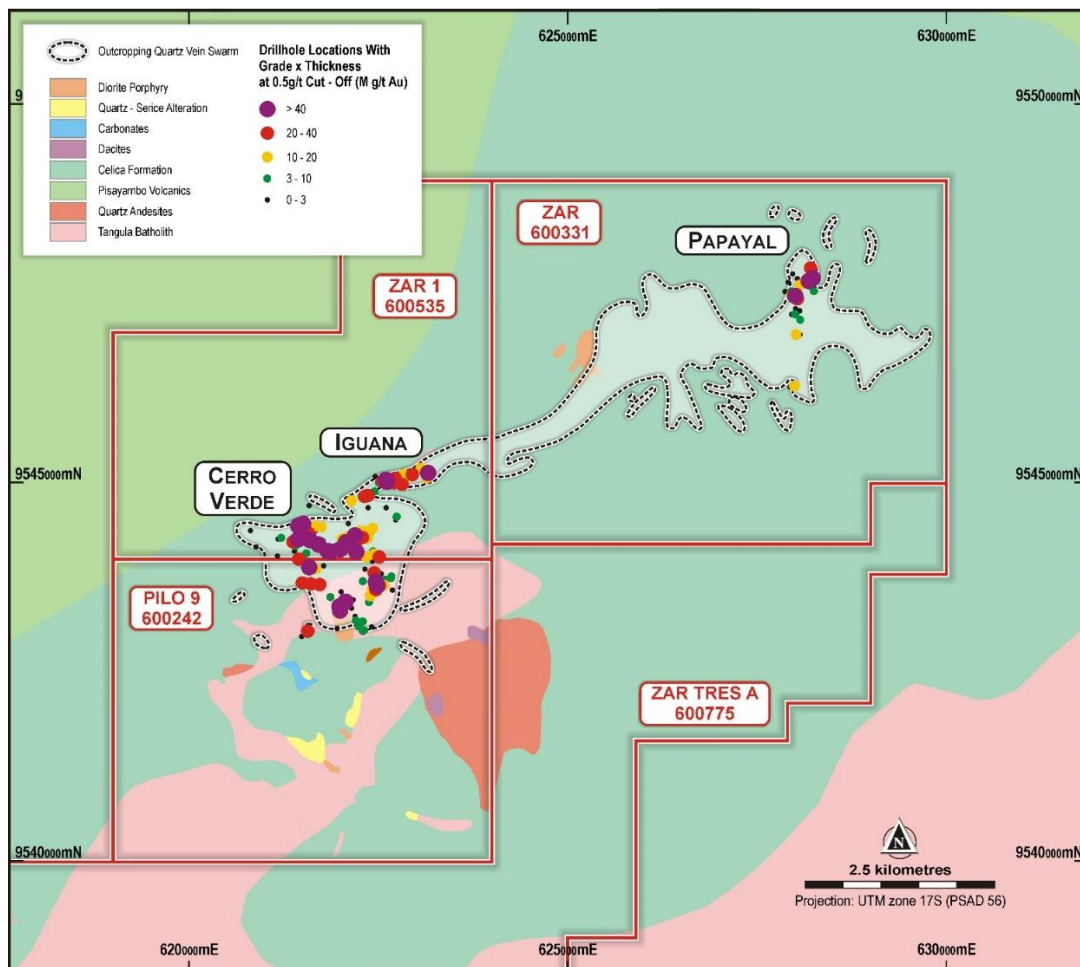 625000mE
630000mE
9
9550000mN
Outcropping Quartz Vein Swarm
Diorite Porphyry
Quartz - Serice Alteration
Carbonates
Dacites
Celica Formation
Pisayambo Volcanics
Quartz Andesites
Tangula Batholith
Drillhole Locations With
Grade x Thickness
at 0.5g/t Cut - Off (M g/t Au)
> 40
20 - 40
10 - 20
3 - 10
0 - 3
ZAR
600331
PAPAYAL
ZAR 1
600535
IGUANA
CERRO
VERDE
9545000mN
9545000mN
PILO 9
600242
ZAR TRES A
600775
N
2.5 kilometres
Projection: UTM zone 17S (PSAD 56)
9540000mN
9540000mN
620000mE
625000mE
630000mE